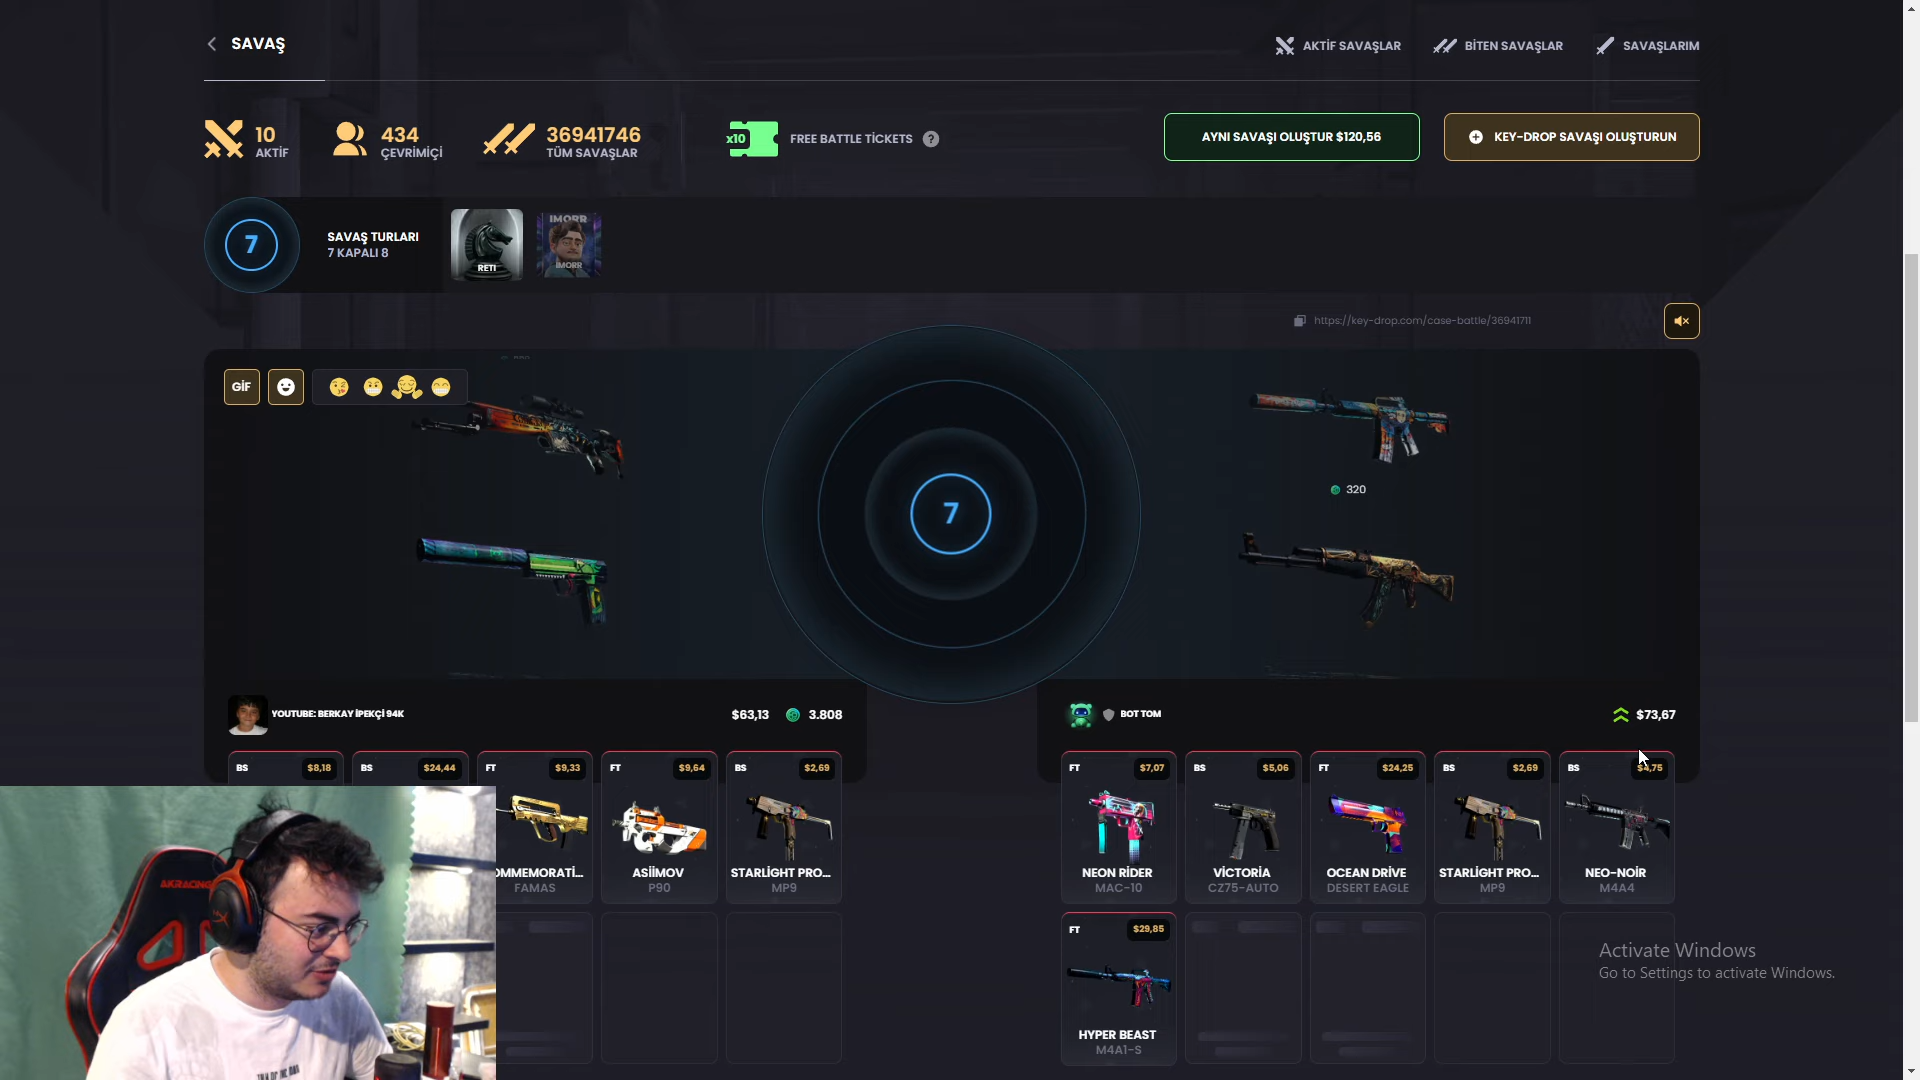 SAVAŞ
AKTİF SAVAŞLAR
BİTEN SAVAŞLAR
SAVAŞLARIM
10
AKTİF
434
ÇEVRİMİÇİ
36941746
TÜM SAVAŞLAR
x10
FREE BATTLE TICKETS
?
AYNI SAVAŞI OLUŞTUR $120,56
KEY-DROP SAVAŞI OLUŞTURUN
7
SAVAŞ TURLARI
7 KAPALI 8
RETI
IMORR
IMORR
https://key-drop.com/case-battle/36941711
GİF
7
320
YOUTUBE: BERKAY İPEKÇİ 94K
$63,13
3.808
BOT TOM
$73,67
BS $8,18
BS $24,44
FT $9,33
OMMEMORATİ...
FAMAS
FT $9,64
ASİİMOV
P90
BS $2,69
STARLİGHT PRO...
MP9
FT $7,07
NEON RİDER
MAC-10
BS $5,06
VİCTORİA
CZ75-AUTO
FT $24,25
OCEAN DRİVE
DESERT EAGLE
BS $2,69
STARLİGHT PRO...
MP9
BS $4,75
NEO-NOİR
M4A4
FT $29,85
HYPER BEAST
M4A1-S
AKRACING
Activate Windows
Go to Settings to activate Windows.